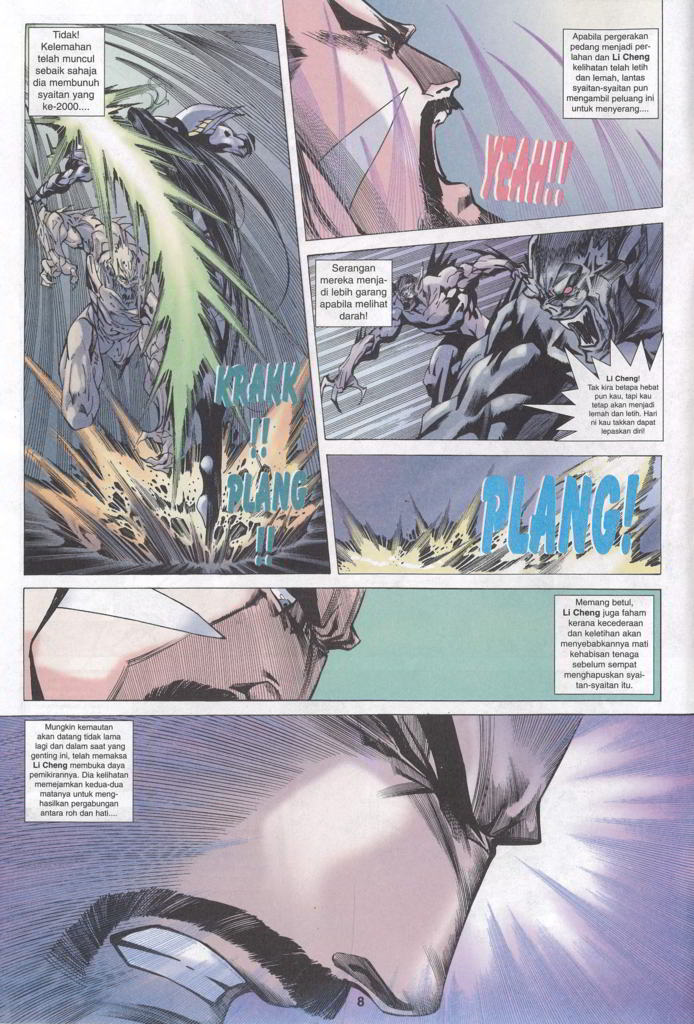 Tidak!
Kelemahan
telah muncul
sebaik sahaja
dia membunuh
syaitan yang
ke-2000....
Apabila pergerakan
pedang menjadi per-
lahan dan Li Cheng
kelihatan telah letih
dan lemah, lantas
syaitan-syaitan pun
mengambil peluang ini
untuk menyerang....
YEAH!!
Serangan
mereka menja-
di lebih garang
apabila melihat
darah!
Li Cheng!
Tak kira betapa hebat
pun kau, tapi kau
tetap akan menjadi
lemah dan letih. Hari
ni kau takkan dapat
lepaskan diri!
KRAKK
!!
PLANG
!!
PLANG!
Memang betul,
Li Cheng juga faham
kerana kecederaan
dan keletihan akan
menyebabkannya mati
kehabisan tenaga
sebelum sempat
menghapuskan syai-
tan-syaitan itu.
Mungkin kemautan
akan datang tidak lama
lagi dan dalam saat yang
genting ini, telah memaksa
Li Cheng membuka daya
pemikirannya. Dia kelihatan
memejamkan kedua-dua
matanya untuk meng-
hasilkan pergabungan
antara roh dan hati....
8